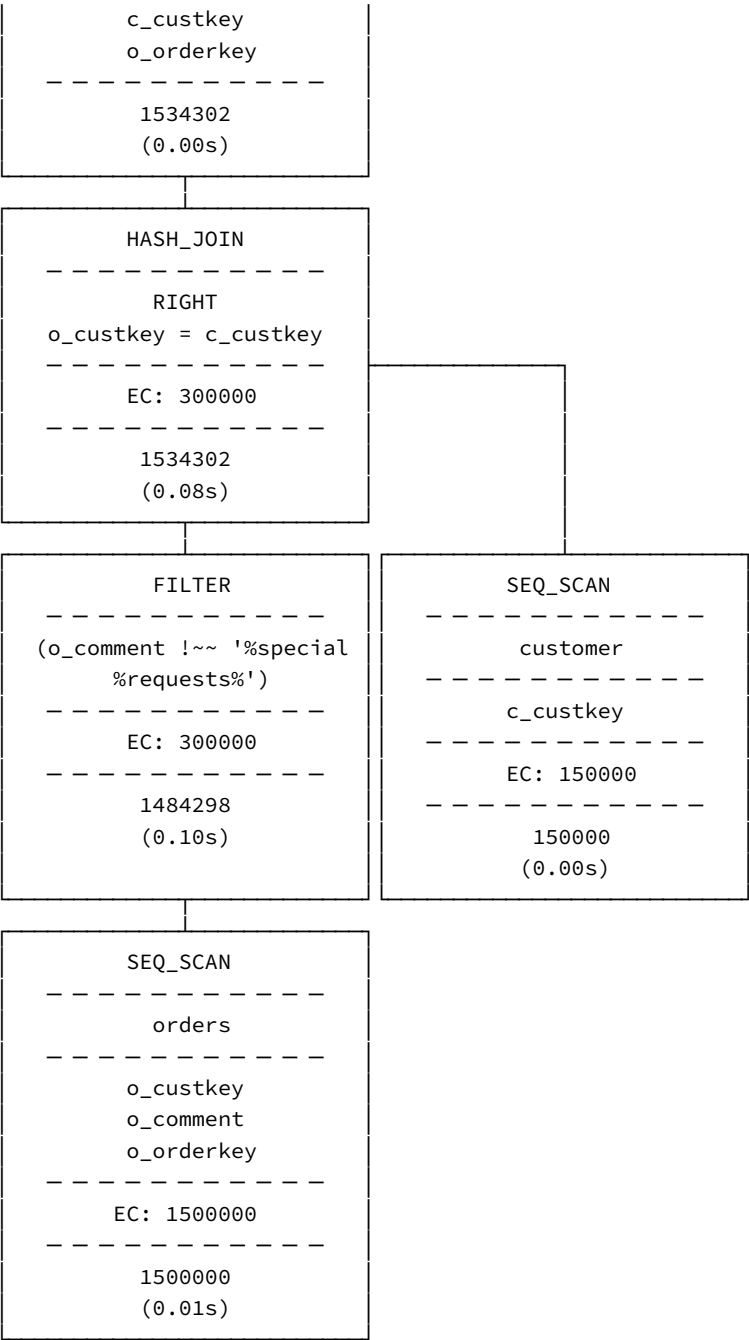 c_custkey
o_orderkey
1534302
(0.00s)
HASH_JOIN
RIGHT
o_custkey = c_custkey
EC: 300000
1534302
(0.08s)
FILTER
(o_comment !~~ '%special
%requests%')
EC: 300000
1484298
(0.10s)
SEQ_SCAN
customer
c_custkey
EC: 150000
150000
(0.00s)
SEQ_SCAN
orders
o_custkey
o_comment
o_orderkey
EC: 1500000
1500000
(0.01s)